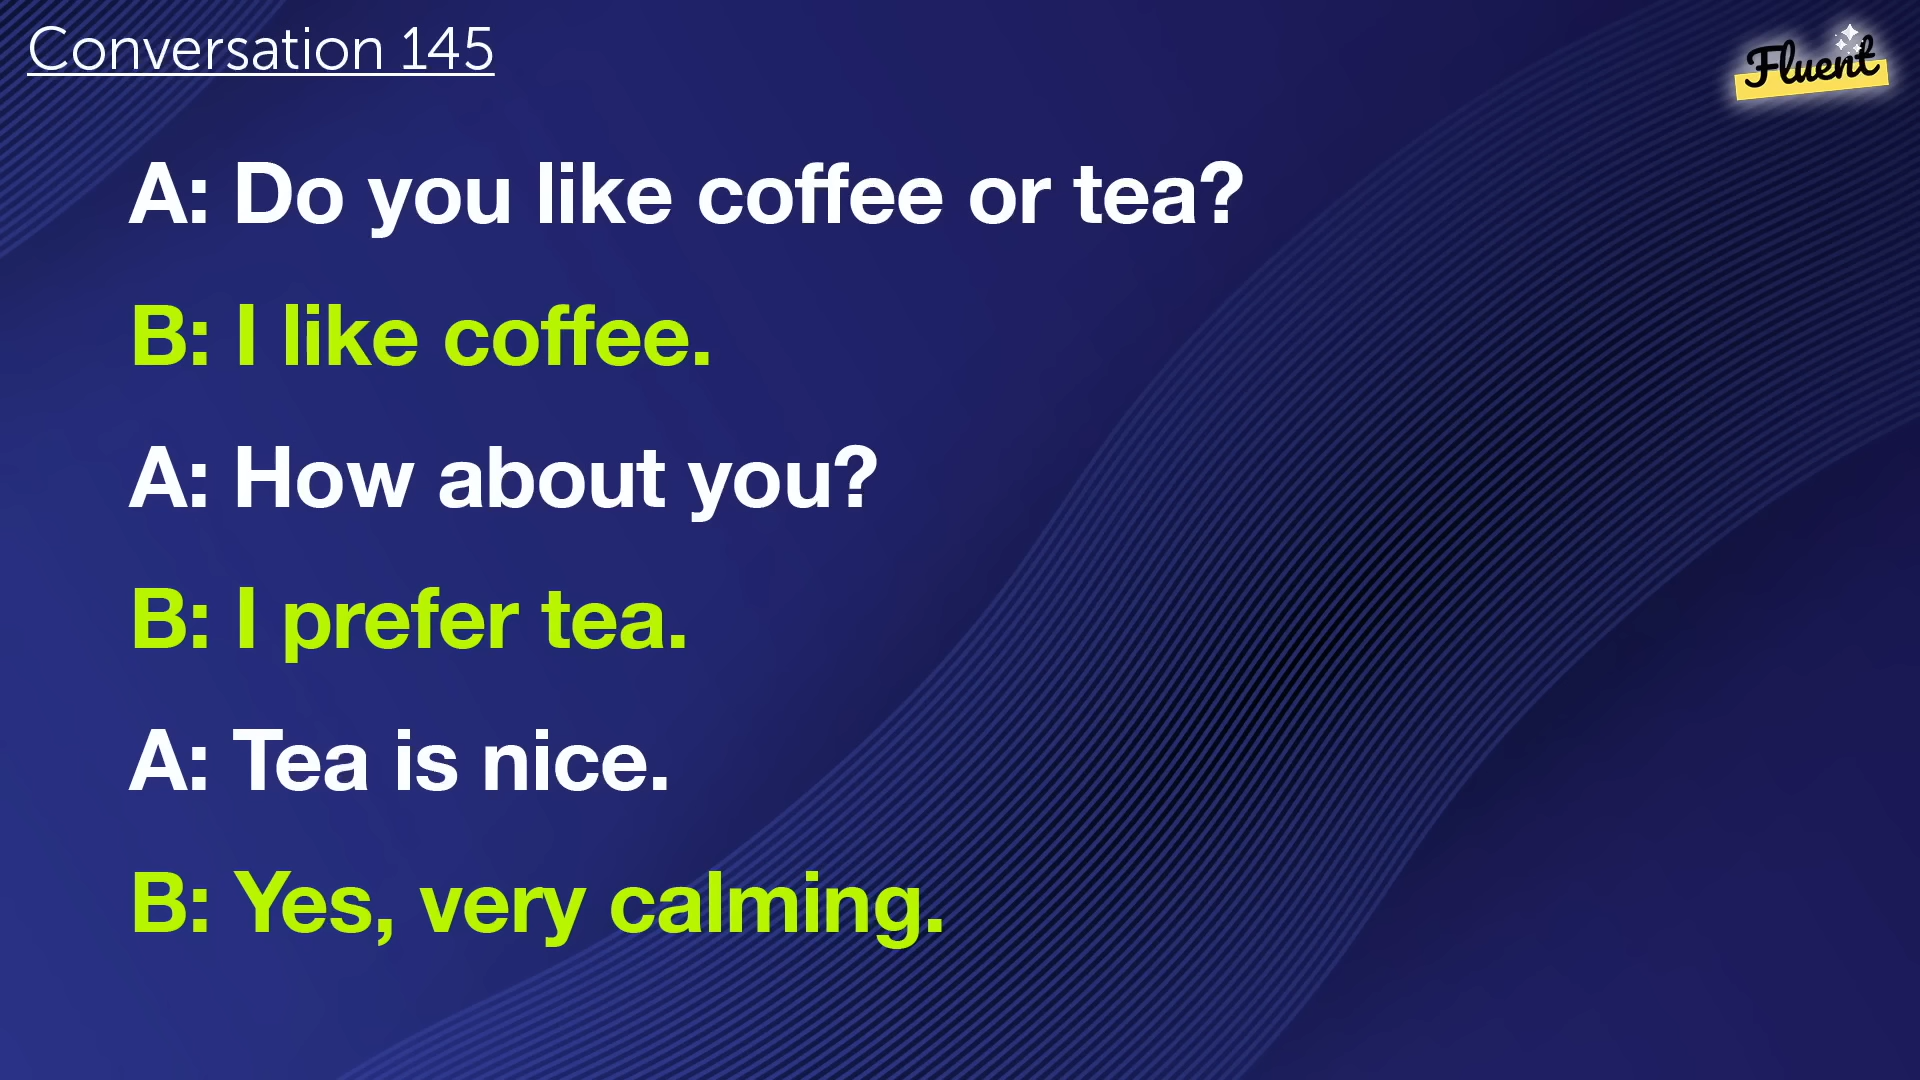 Conversation 145
Fluent
A: Do you like coffee or tea?
B: I like coffee.
A: How about you?
B: I prefer tea.
A: Tea is nice.
B: Yes, very calming.